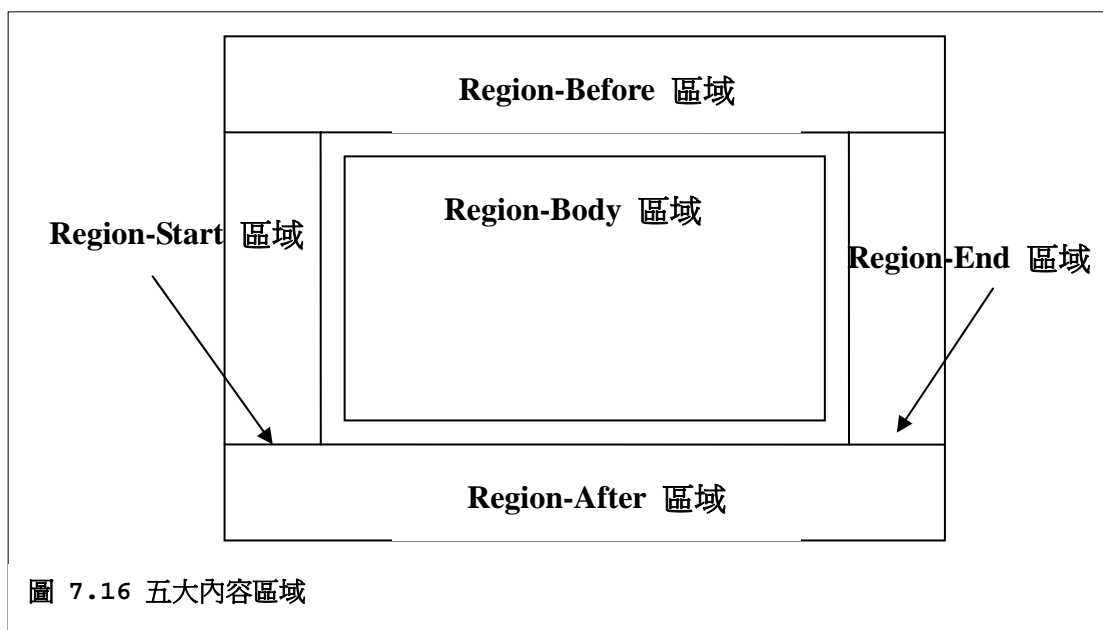 Region-Before 區域
Region-Body 區域
Region-Start 區域
Region-End 區域
Region-After 區域
圖 7.16 五大內容區域